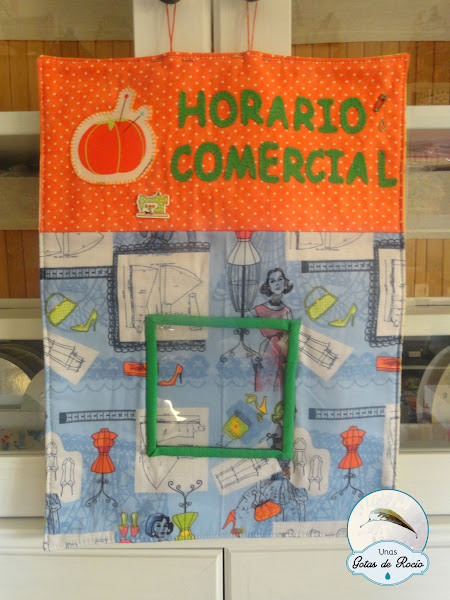 HORARIO
COMERCIAL
Unas
Gotas de Rocío